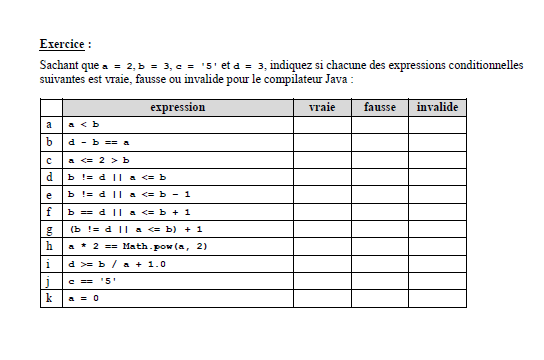 Exercice :
Sachant que a = 2, b = 3, c = '5' et d = 3, indiquez si chacune des expressions conditionnelles
suivantes est vraie, fausse ou invalide pour le compilateur Java :
expression vraie fausse invalide
a a < b
b d - b == a
c a <= 2 > b
d b != d || a <= b
e b != d || a <= b - 1
f b == d || a <= b + 1
g (b != d || a <= b) + 1
h a * 2 == Math.pow(a, 2)
i d >= b / a + 1.0
j c == '5'
k a = 0